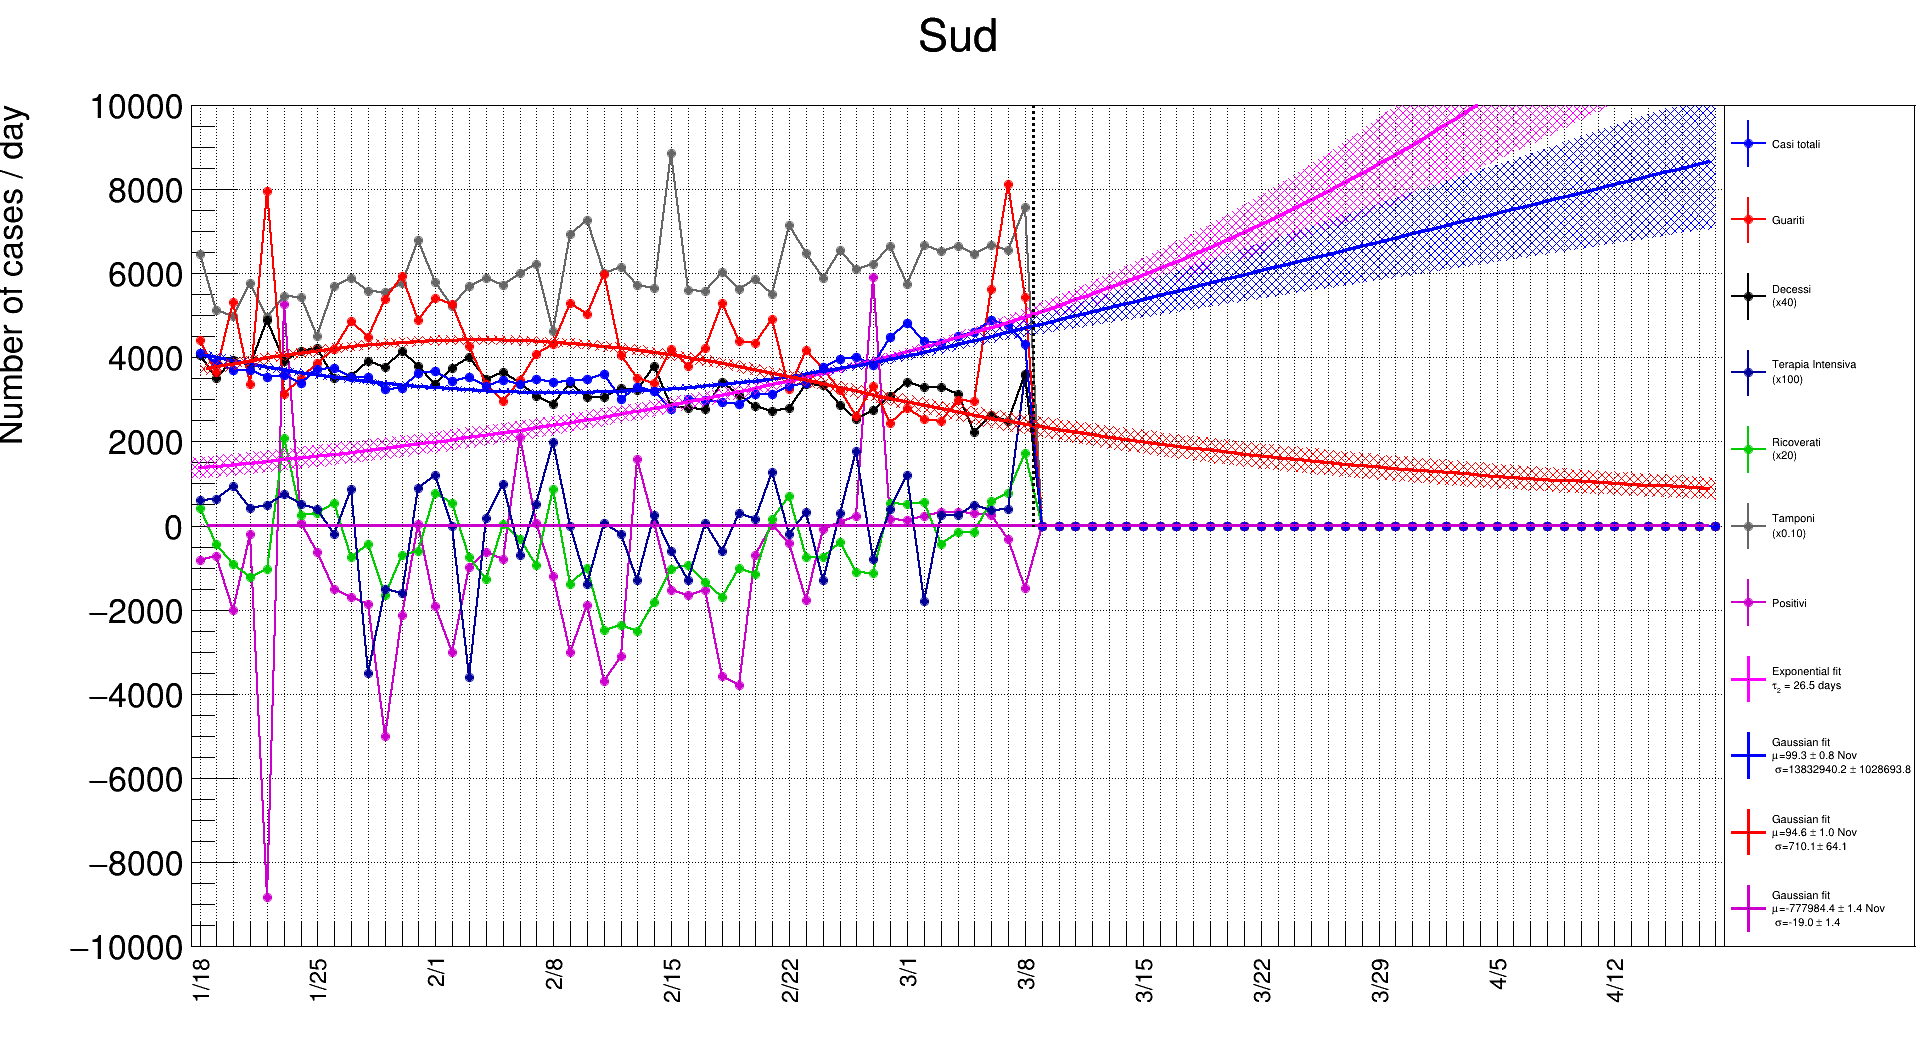 Sud
Number of cases / day
10000
8000
6000
4000
2000
0
−2000
−4000
−6000
−8000
−10000
1/18
1/25
2/1
2/8
2/15
2/22
3/1
3/8
3/15
3/22
3/29
4/5
4/12
Casi totali
Guariti
Decessi
(x40)
Terapia Intensiva
(x100)
Ricoverati
(x20)
Tamponi
(x0.10)
Positivi
Exponential fit
τ₂ = 26.5 days
Gaussian fit
μ=99.3 ± 0.8 Nov
σ=13832940.2 ± 1028693.8
Gaussian fit
μ=94.6 ± 1.0 Nov
σ=710.1 ± 64.1
Gaussian fit
μ=-777984.4 ± 1.4 Nov
σ=-19.0 ± 1.4